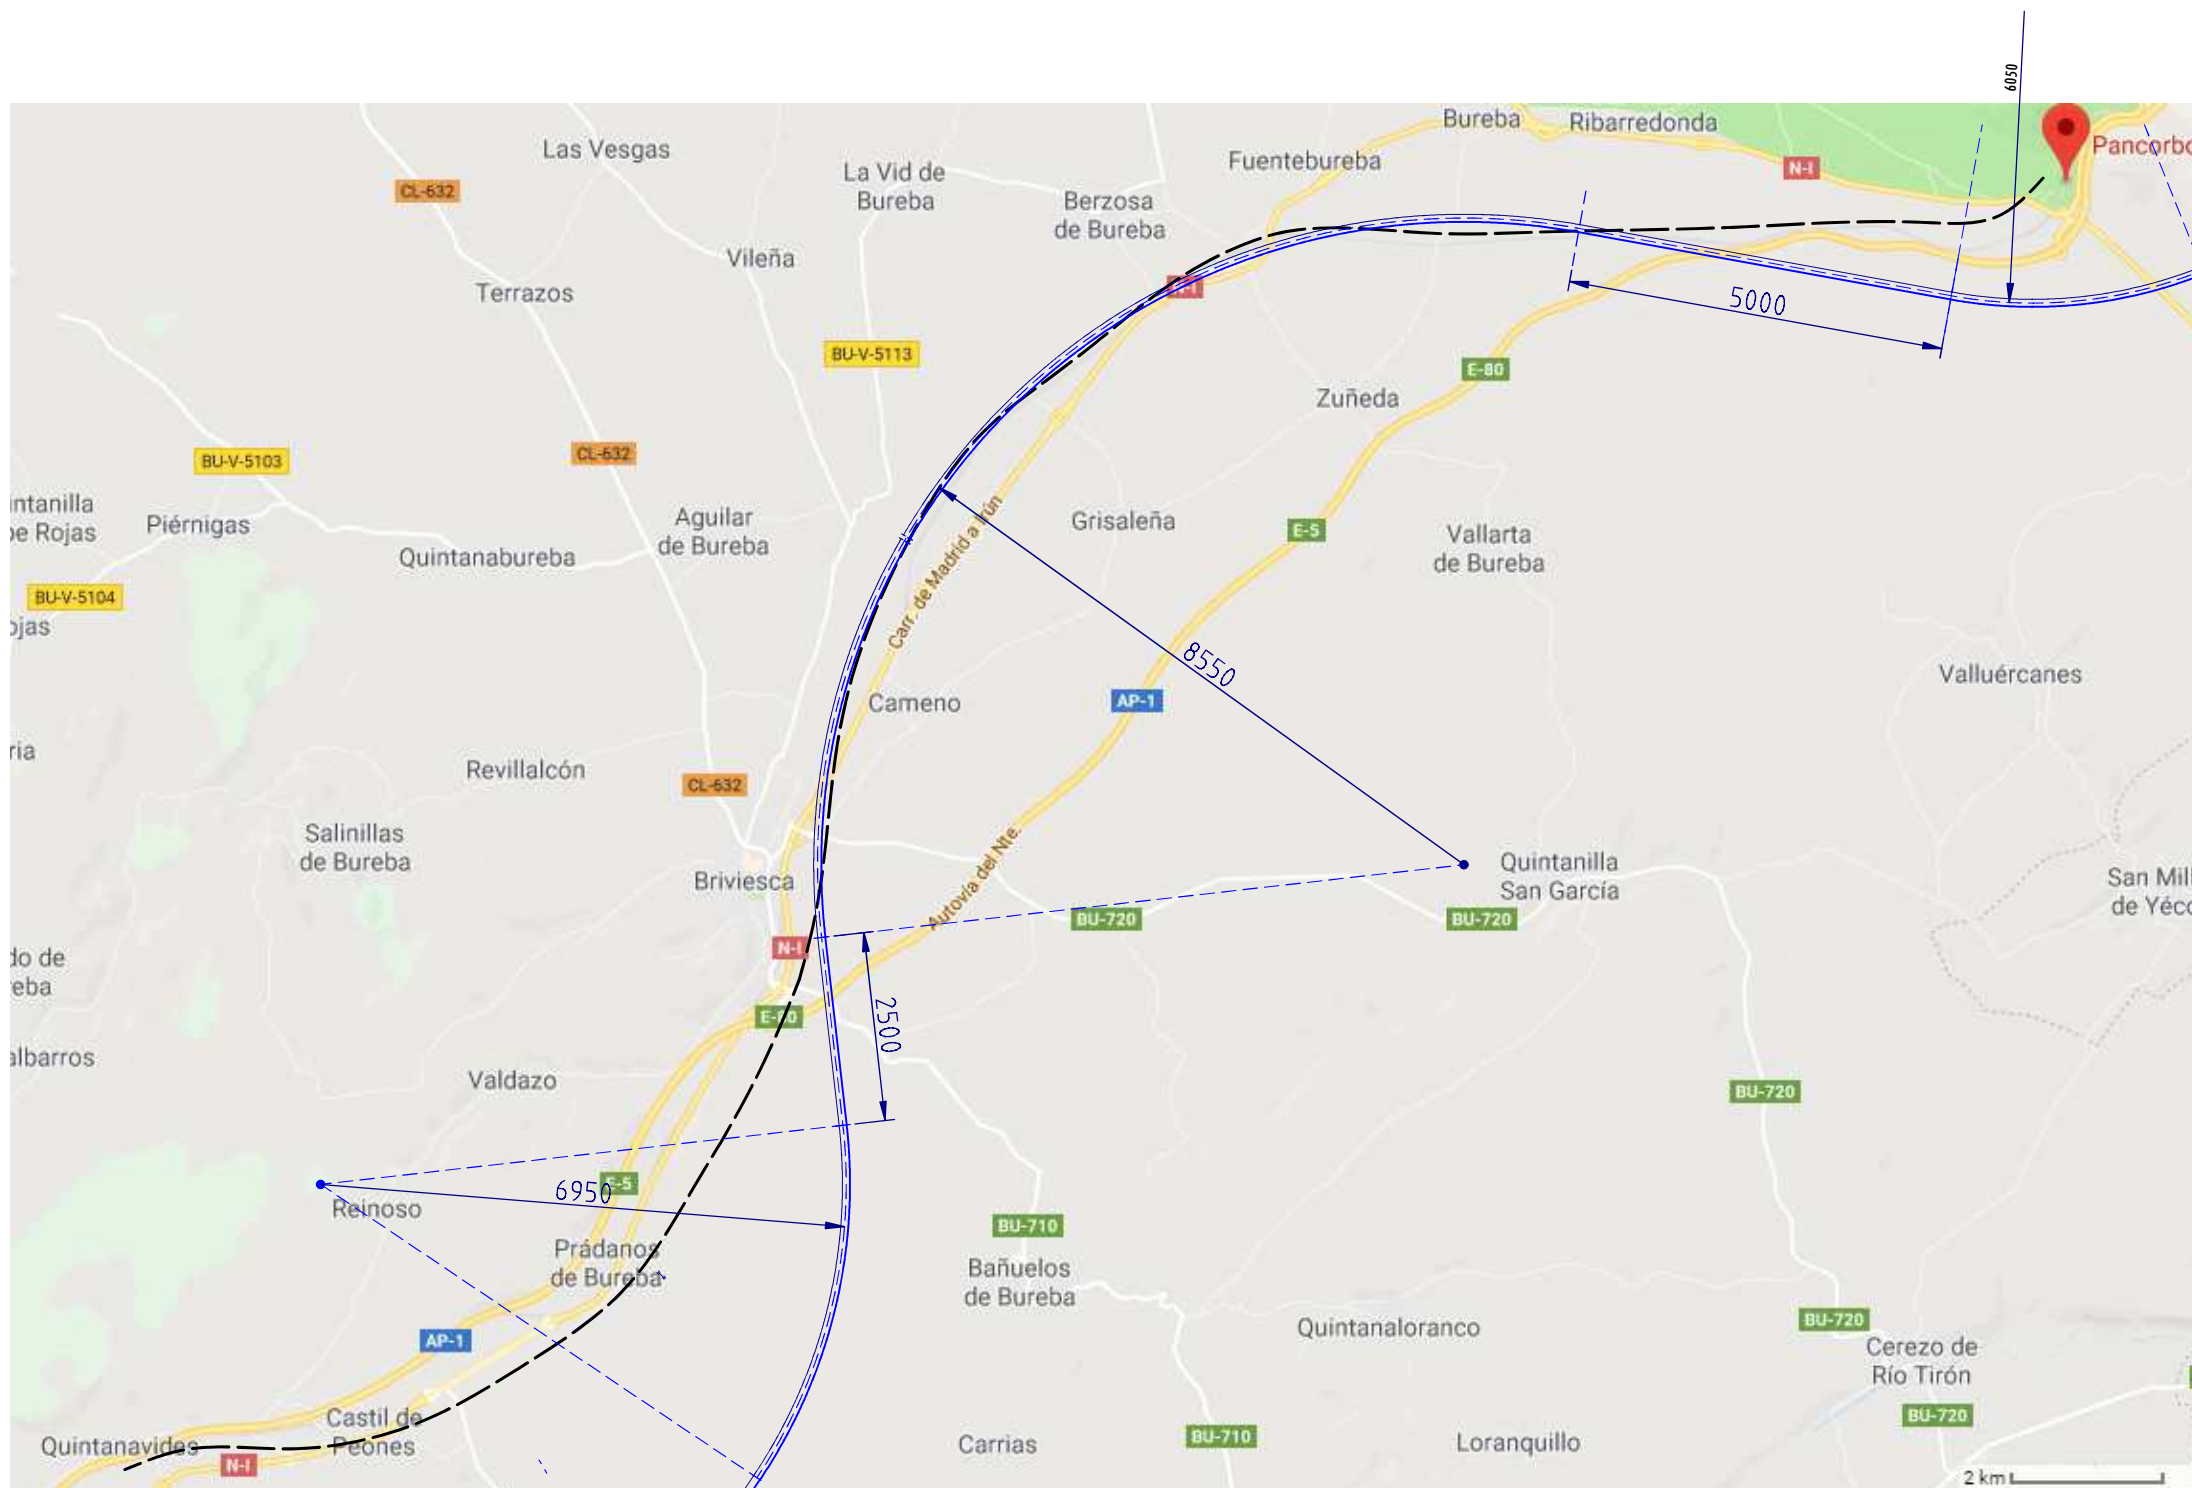 6050
Bureba
Ribarredonda
Las Vesgas
Fuentebureba
Pancorbo
N-I
La Vid de
Bureba
CL-632
Berzosa
de Bureba
Vileña
Terrazos
5000
BU-V-5113
E-80
Zuñeda
CL-632
BU-V-5103
intanilla
Piérnigas
Aguilar
de Bureba
Grisaleña
E-5
Vallarta
de Bureba
Quintanabureba
Carr. de Madrid a Irún
BU-V-5104
ojas
8550
Valluércanes
Cameno
AP-1
ria
Revillalcón
CL-632
Salinillas
de Bureba
Autovía del Nte.
Quintanilla
San García
Briviesca
San Mill
de Yéco
BU-720
BU-720
N-I
do de
eba
E-80
2500
albarros
Valdazo
BU-720
E-5
6950
Reinoso
BU-710
Prádanos
de Bureba
Bañuelos
de Bureba
AP-1
Quintanaloranco
BU-720
Cerezo de
Río Tirón
Castil de
Peones
BU-720
Quintanavides
N-I
Carrias
BU-710
Loranquillo
2 km